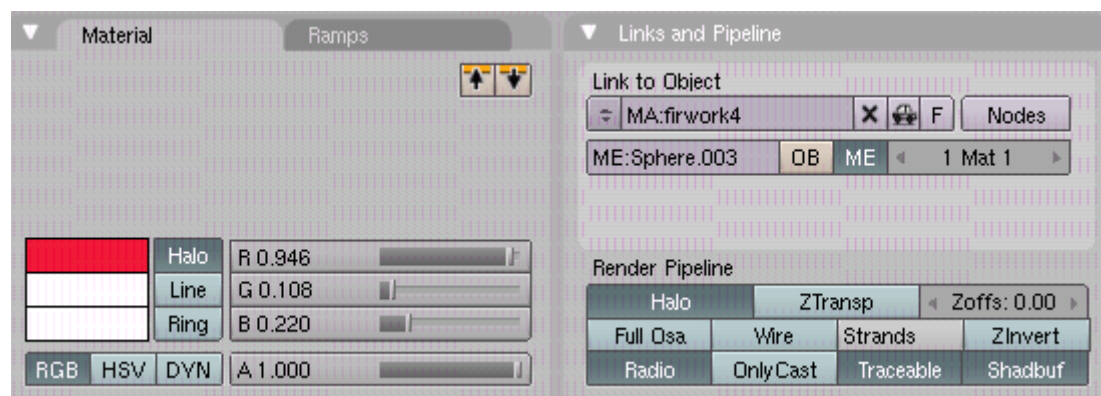 Material Ramps
Links and Pipeline
Link to Object
MA:firwork4 F Nodes
ME:Sphere.003 OB ME 1 Mat 1
Halo R 0.946
Line G 0.108
Ring B 0.220
RGB HSV DYN A 1.000
Render Pipeline
Halo ZTransp Zoffs: 0.00
Full Osa Wire Strands ZInvert
Radio OnlyCast Traceable Shadbuf